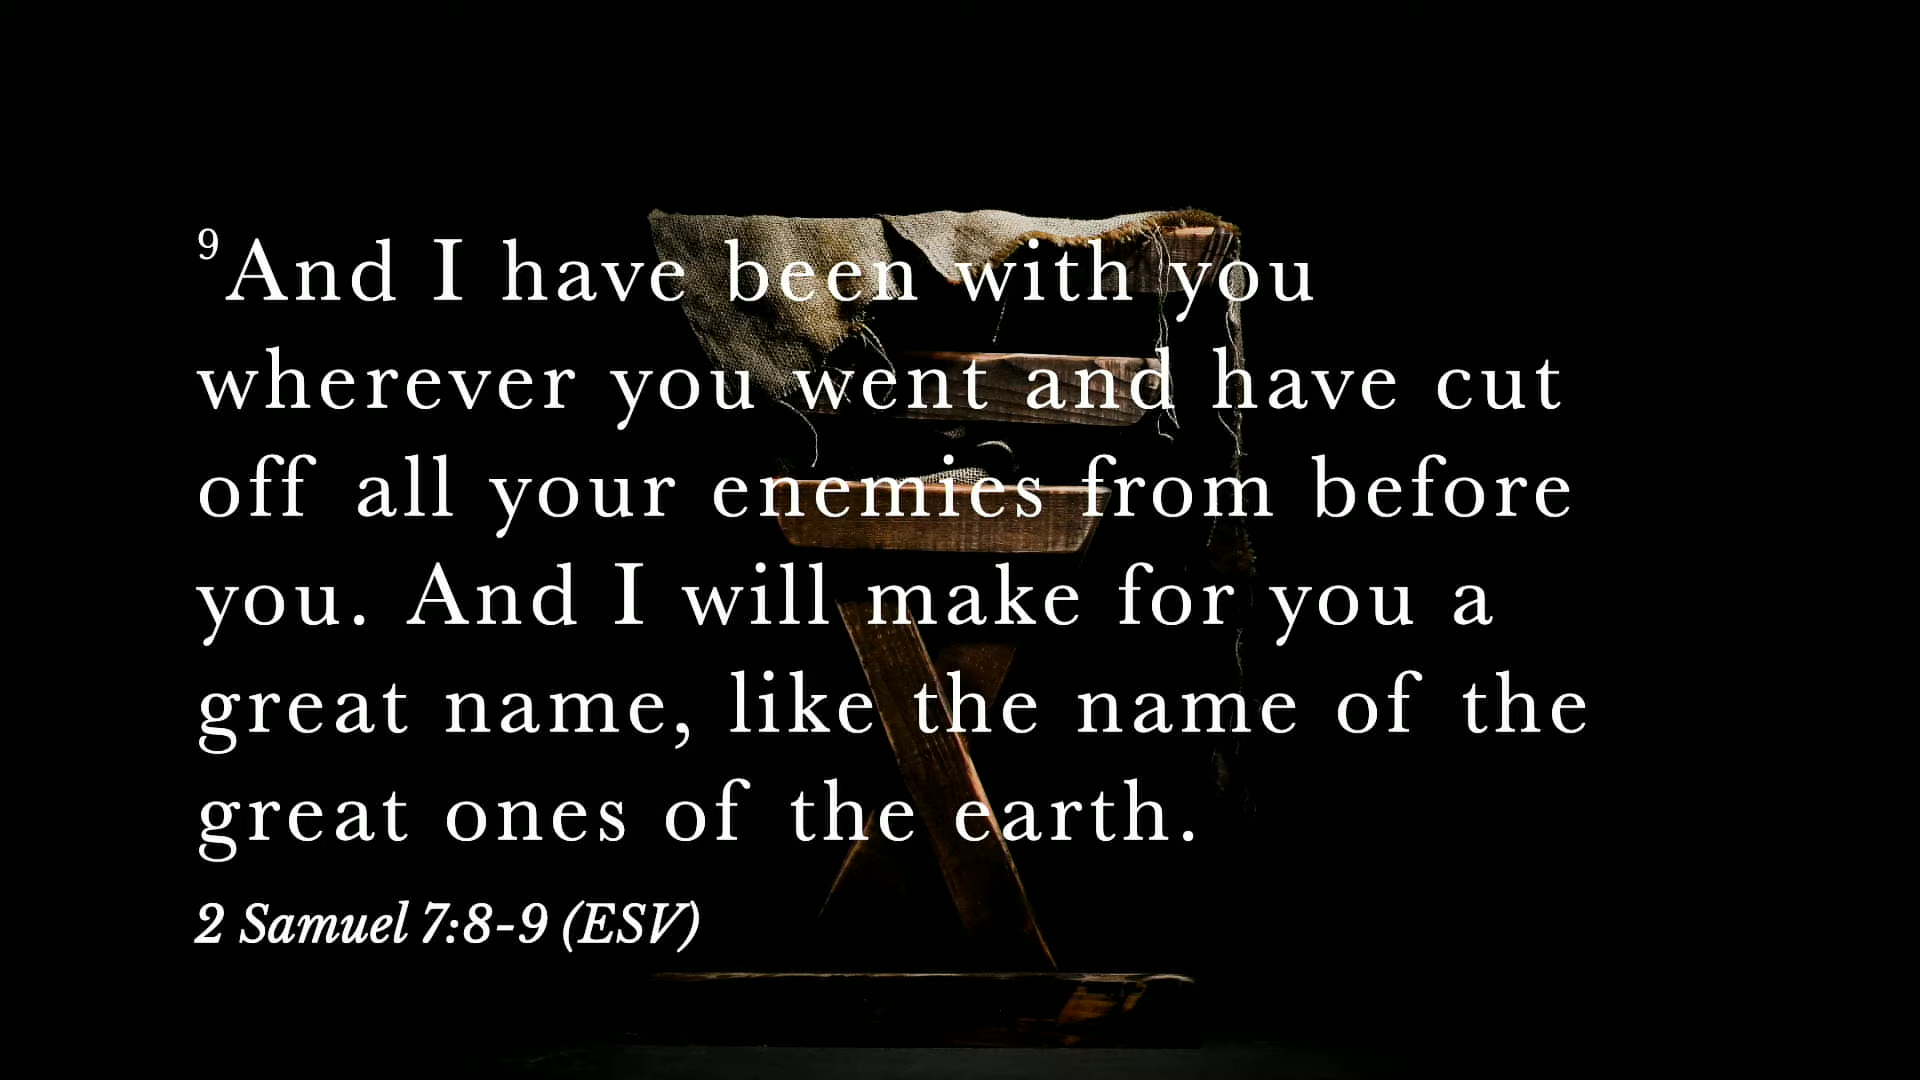 9And I have been with you
wherever you went and have cut
off all your enemies from before
you. And I will make for you a
great name, like the name of the
great ones of the earth.
2 Samuel 7:8-9 (ESV)